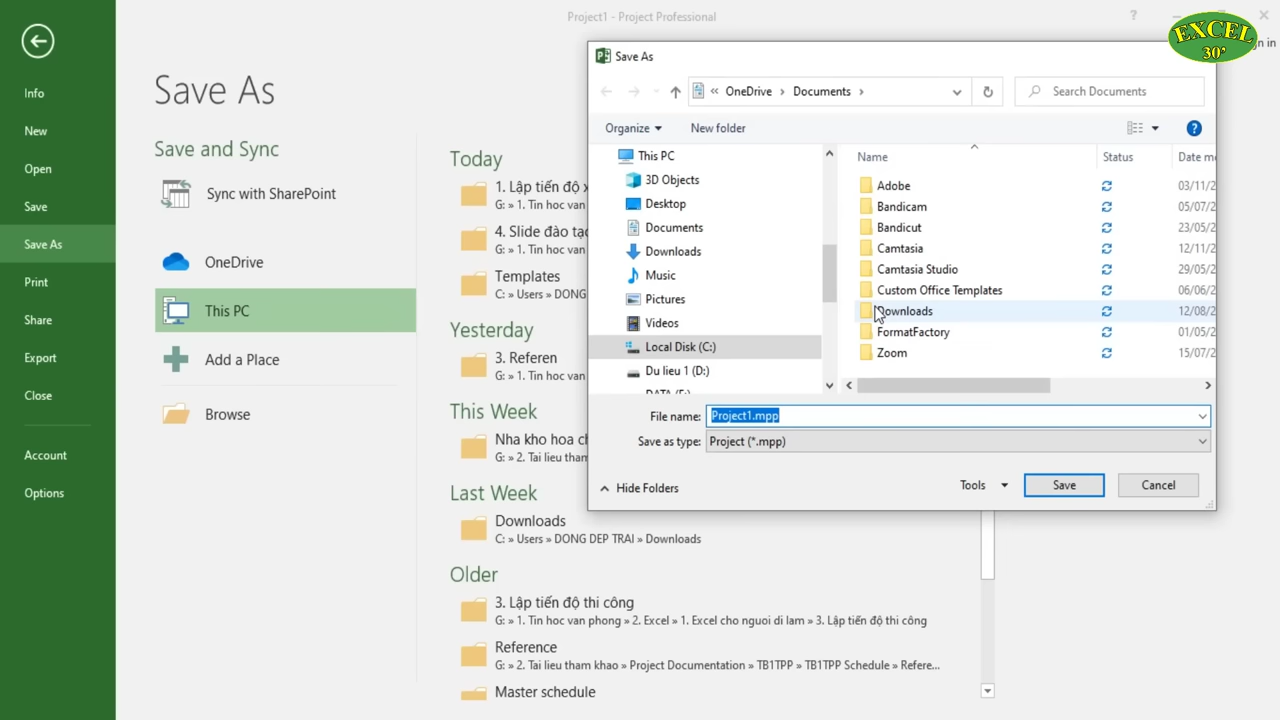 Project1 - Project Professional
?
EXCEL
30s
in in
Info
New
Open
Save
Save As
Print
Share
Export
Close
Account
Options
Save As
Save and Sync
Sync with SharePoint
OneDrive
This PC
Add a Place
Browse
Today
1. Lập tiến độ x
G: » 1. Tin hoc van
4. Slide đào tạo
G: » 1. Tin hoc van
Templates
C: » Users » DONG
Yesterday
3. Referen
G: » 1. Tin hoc van
This Week
Nha kho hoa ch
G: » 2. Tai lieu tham
Last Week
Downloads
C: » Users » DONG DEP TRAI » Downloads
Older
3. Lập tiến độ thi công
G: » 1. Tin hoc van phong » 2. Excel » 1. Excel cho nguoi di lam » 3. Lập tiến độ thi công
Reference
G: » 2. Tai lieu tham khao » Project Documentation » TB1TPP » TB1TPP Schedule » Refere...
Master schedule
Save As
« OneDrive › Documents ›
Search Documents
Organize
New folder
?
This PC
3D Objects
Desktop
Documents
Downloads
Music
Pictures
Videos
Local Disk (C:)
Du lieu 1 (D:)
Name Status Date m
Adobe 03/11/2
Bandicam 05/07/2
Bandicut 23/05/2
Camtasia 12/11/2
Camtasia Studio 29/05/2
Custom Office Templates 06/06/2
Downloads 12/08/2
FormatFactory 01/05/2
Zoom 15/07/2
File name: Project1.mpp
Save as type: Project (*.mpp)
Hide Folders
Tools
Save
Cancel